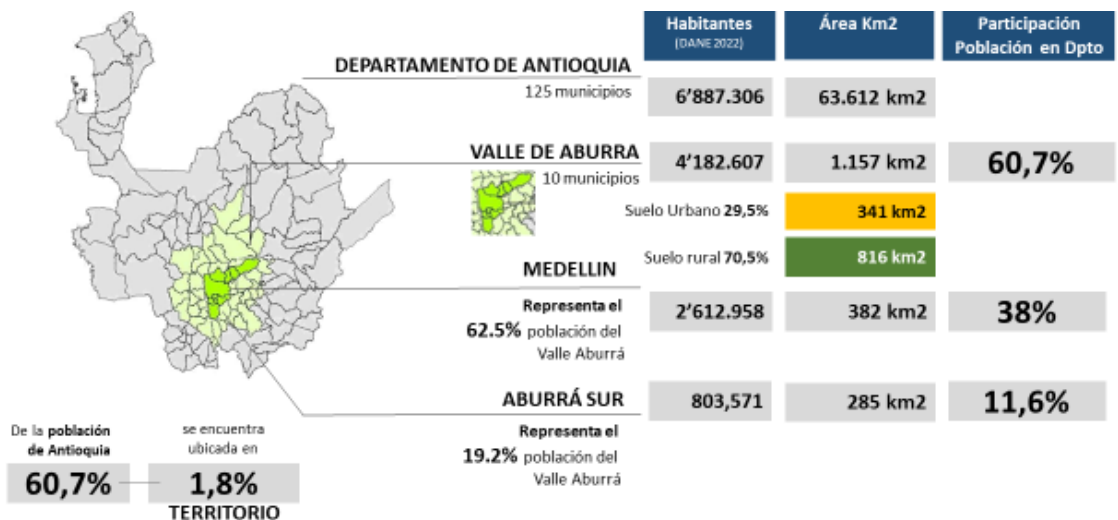 Habitantes
(DANE 2022)
Área Km2
Participación
Población en Dpto
DEPARTAMENTO DE ANTIOQUIA
125 municipios
6’887.306
63.612 km2
VALLE DE ABURRA
10 municipios
4’182.607
1.157 km2
60,7%
Suelo Urbano 29,5%
341 km2
Suelo rural 70,5%
816 km2
MEDELLIN
Representa el
62.5% población del
Valle Aburrá
2’612.958
382 km2
38%
ABURRÁ SUR
Representa el
19.2% población del
Valle Aburrá
803,571
285 km2
11,6%
De la población
de Antioquia
60,7%
se encuentra
ubicada en
1,8%
TERRITORIO